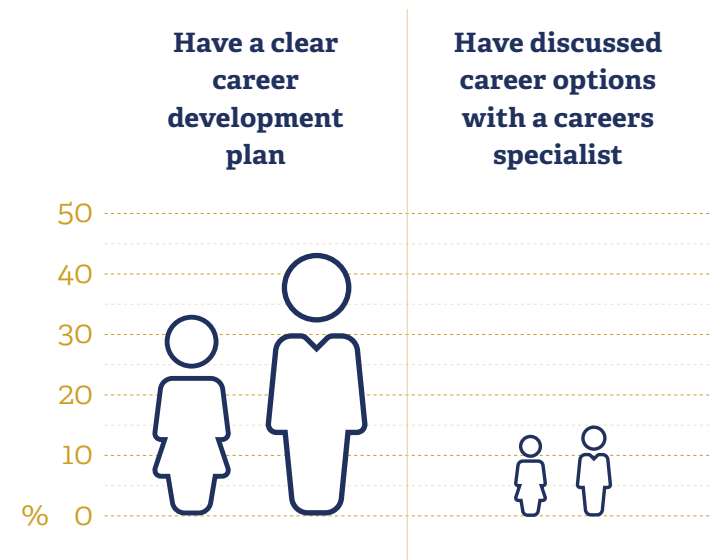 Have a clear
career
development
plan
Have discussed
career options
with a careers
specialist
50
40
30
20
10
% 0